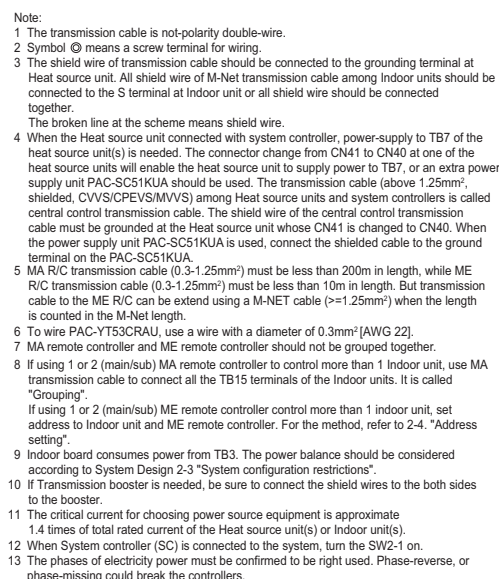 Note:
1 The transmission cable is not-polarity double-wire.
2 Symbol ◎ means a screw terminal for wiring.
3 The shield wire of transmission cable should be connected to the grounding terminal at
Heat source unit. All shield wire of M-Net transmission cable among Indoor units should be
connected to the S terminal at Indoor unit or all shield wire should be connected
together.
The broken line at the scheme means shield wire.
4 When the Heat source unit connected with system controller, power-supply to TB7 of the
heat source unit(s) is needed. The connector change from CN41 to CN40 at one of the
heat source units will enable the heat source unit to supply power to TB7, or an extra power
supply unit PAC-SC51KUA should be used. The transmission cable (above 1.25mm²,
shielded, CVVS/CPEVS/MVVS) among Heat source units and system controllers is called
central control transmission cable. The shield wire of the central control transmission
cable must be grounded at the Heat source unit whose CN41 is changed to CN40. When
the power supply unit PAC-SC51KUA is used, connect the shielded cable to the ground
terminal on the PAC-SC51KUA.
5 MA R/C transmission cable (0.3-1.25mm²) must be less than 200m in length, while ME
R/C transmission cable (0.3-1.25mm²) must be less than 10m in length. But transmission
cable to the ME R/C can be extend using a M-NET cable (>=1.25mm²) when the length
is counted in the M-Net length.
6 To wire PAC-YT53CRAU, use a wire with a diameter of 0.3mm² [AWG 22].
7 MA remote controller and ME remote controller should not be grouped together.
8 If using 1 or 2 (main/sub) MA remote controller to control more than 1 Indoor unit, use MA
transmission cable to connect all the TB15 terminals of the Indoor units. It is called
"Grouping".
If using 1 or 2 (main/sub) ME remote controller control more than 1 indoor unit, set
address to Indoor unit and ME remote controller. For the method, refer to 2-4. "Address
setting".
9 Indoor board consumes power from TB3. The power balance should be considered
according to System Design 2-3 "System configuration restrictions".
10 If Transmission booster is needed, be sure to connect the shield wires to the both sides
to the booster.
11 The critical current for choosing power source equipment is approximate
1.4 times of total rated current of the Heat source unit(s) or Indoor unit(s).
12 When System controller (SC) is connected to the system, turn the SW2-1 on.
13 The phases of electricity power must be confirmed to be right used. Phase-reverse, or
phase-missing could break the controllers.